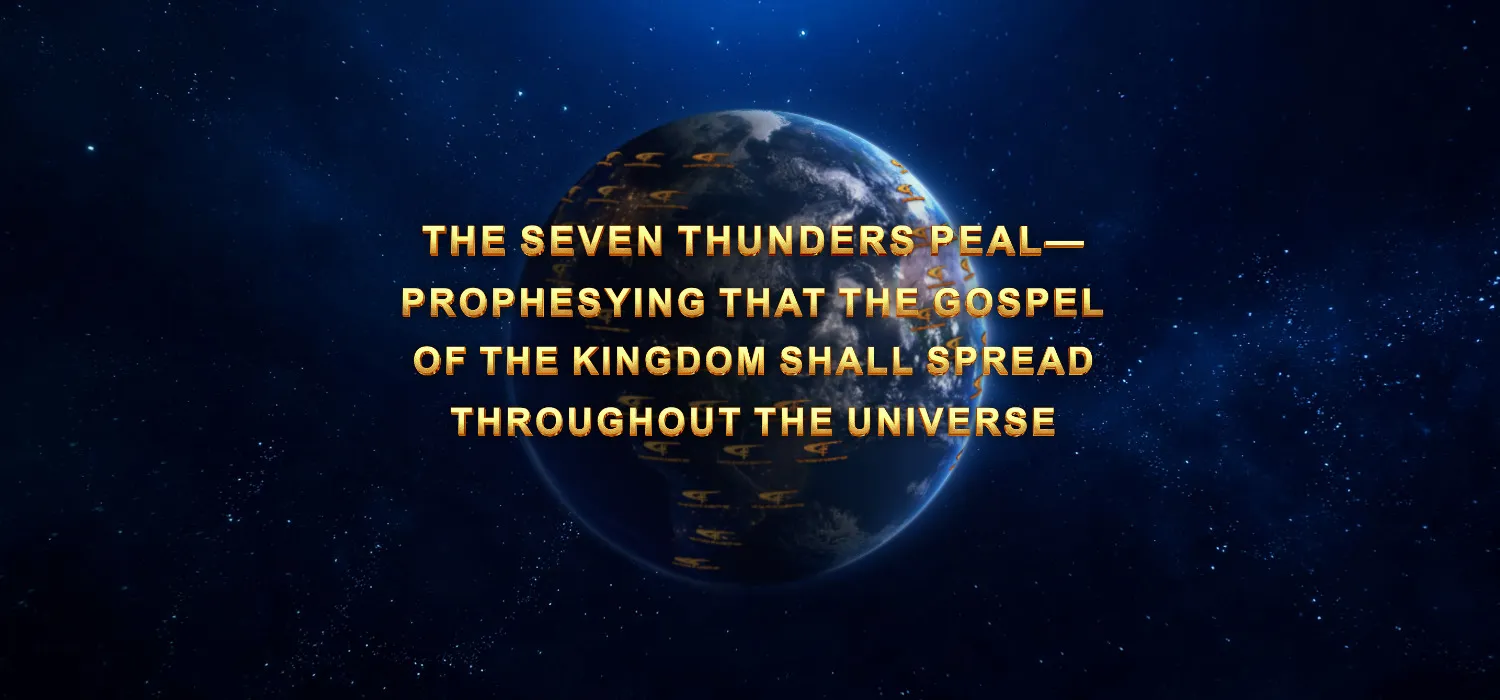 THE SEVEN THUNDERS PEAL—
PROPHESYING THAT THE GOSPEL
OF THE KINGDOM SHALL SPREAD
THROUGHOUT THE UNIVERSE